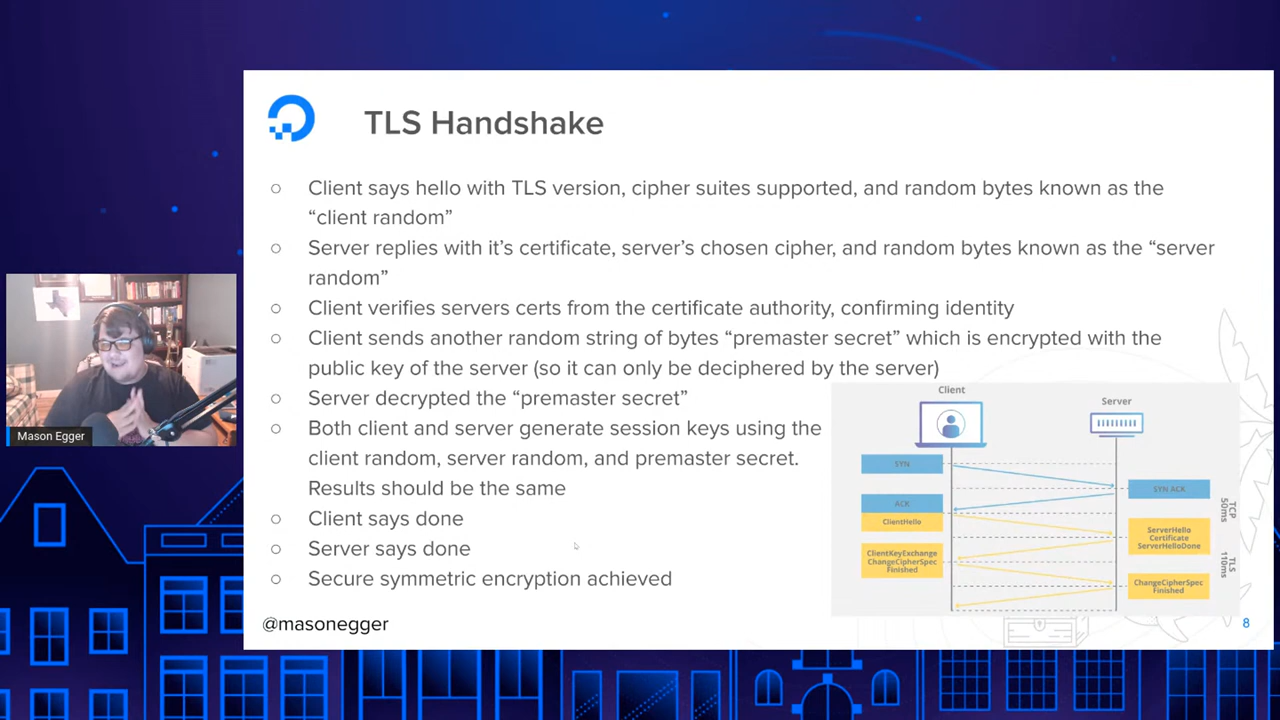 TLS Handshake
Client says hello with TLS version, cipher suites supported, and random bytes known as the
“client random”
Server replies with it’s certificate, server’s chosen cipher, and random bytes known as the “server
random”
Client verifies servers certs from the certificate authority, confirming identity
Client sends another random string of bytes “premaster secret” which is encrypted with the
public key of the server (so it can only be deciphered by the server)
Server decrypted the “premaster secret”
Both client and server generate session keys using the
client random, server random, and premaster secret.
Results should be the same
Client says done
Server says done
Secure symmetric encryption achieved
Client
Server
SYN
SYN ACK
ACK
ClientHello
ServerHello
Certificate
ServerHelloDone
ClientKeyExchange
ChangeCipherSpec
Finished
ChangeCipherSpec
Finished
TCP
50ms
TLS
110ms
@masonegger
8
Mason Egger